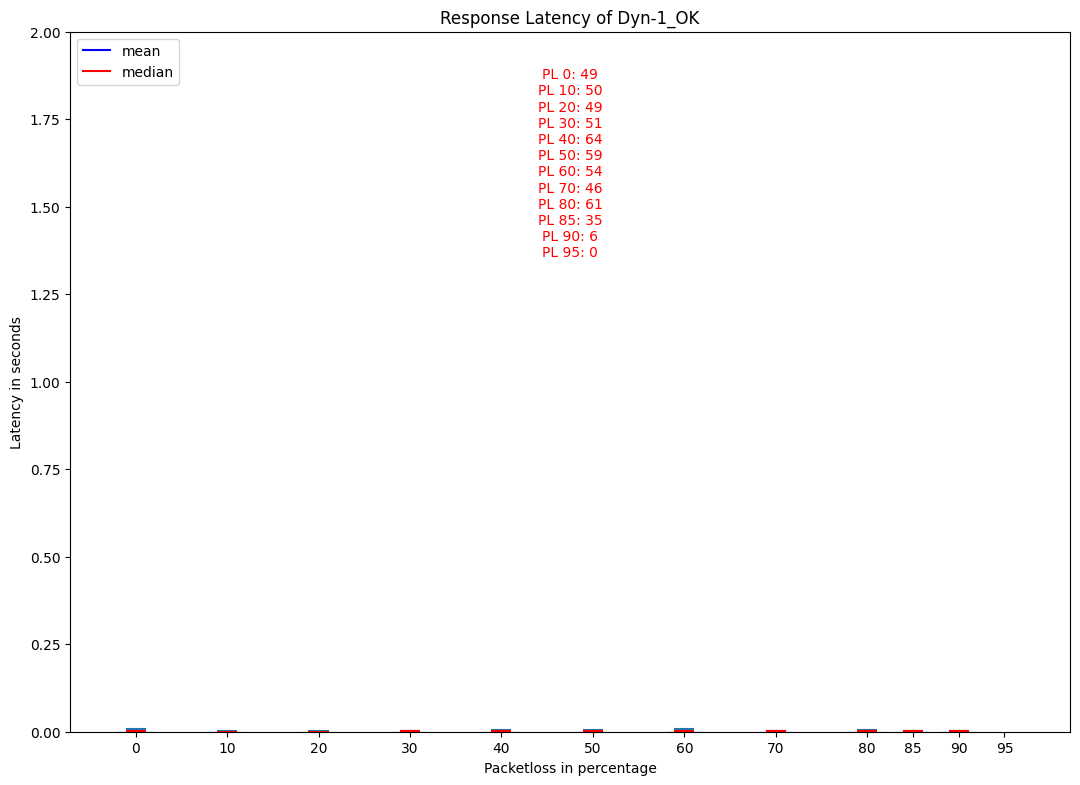 Response Latency of Dyn-1_OK
2.00
1.75
1.50
1.25
1.00
0.75
0.50
0.25
0.00
Latency in seconds
mean
median
PL 0: 49
PL 10: 50
PL 20: 49
PL 30: 51
PL 40: 64
PL 50: 59
PL 60: 54
PL 70: 46
PL 80: 61
PL 85: 35
PL 90: 6
PL 95: 0
0 10 20 30 40 50 60 70 80 85 90 95
Packetloss in percentage